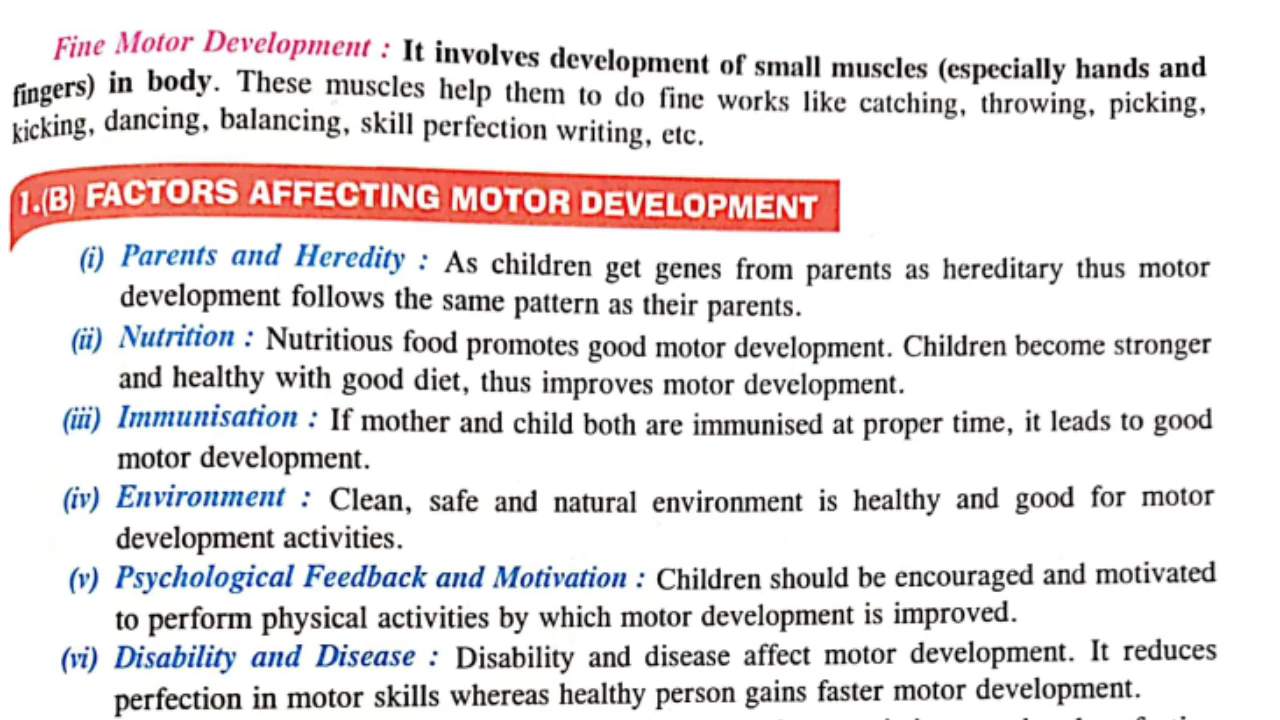 Fine Motor Development : It involves development of small muscles (especially hands and
fingers) in body. These muscles help them to do fine works like catching, throwing, picking,
kicking, dancing, balancing, skill perfection writing, etc.
1.(B) FACTORS AFFECTING MOTOR DEVELOPMENT
(i) Parents and Heredity : As children get genes from parents as hereditary thus motor
development follows the same pattern as their parents.
(ii) Nutrition : Nutritious food promotes good motor development. Children become stronger
and healthy with good diet, thus improves motor development.
(iii) Immunisation : If mother and child both are immunised at proper time, it leads to good
motor development.
(iv) Environment : Clean, safe and natural environment is healthy and good for motor
development activities.
(v) Psychological Feedback and Motivation : Children should be encouraged and motivated
to perform physical activities by which motor development is improved.
(vi) Disability and Disease : Disability and disease affect motor development. It reduces
perfection in motor skills whereas healthy person gains faster motor development.